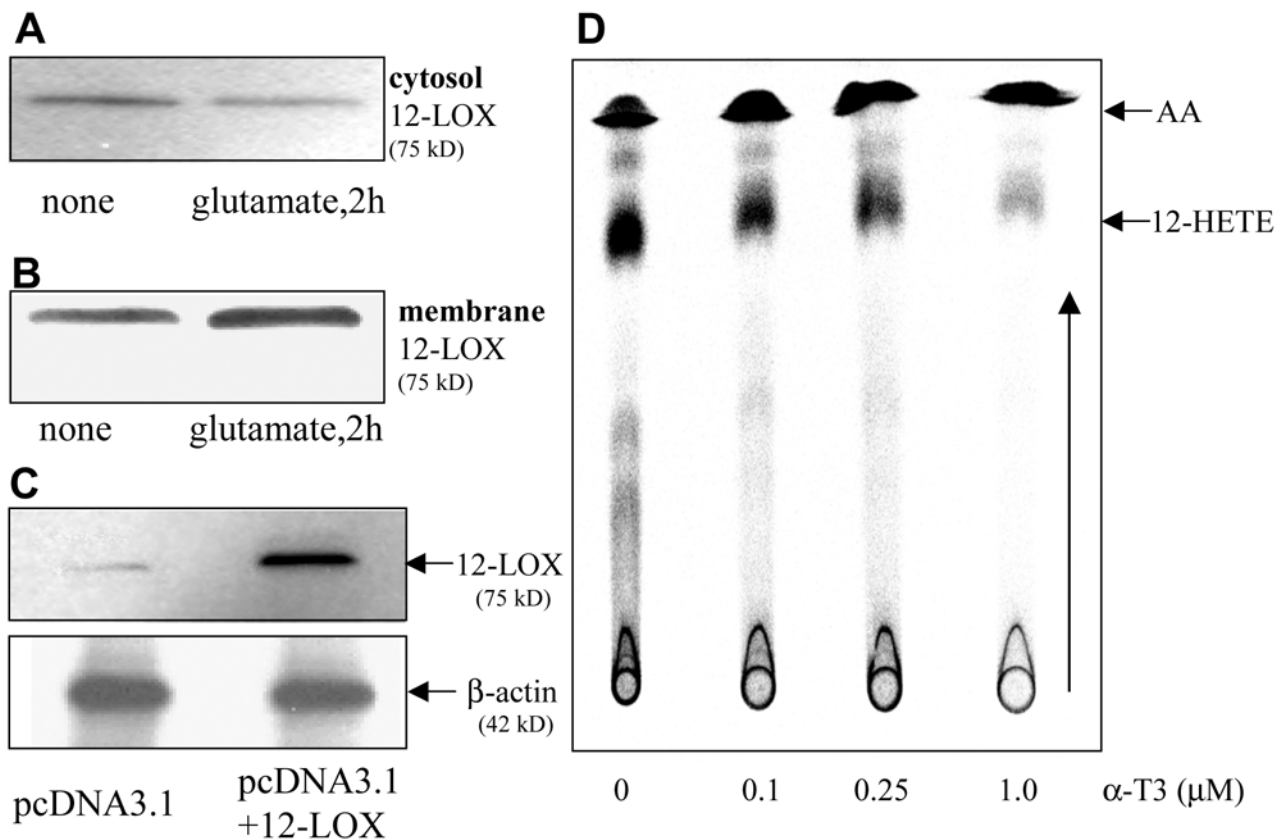 A
cytosol
12-LOX
(75 kD)
none
glutamate,2h
B
membrane
12-LOX
(75 kD)
none
glutamate,2h
C
12-LOX
(75 kD)
β-actin
(42 kD)
pcDNA3.1
pcDNA3.1
+12-LOX
D
AA
12-HETE
0
0.1
0.25
1.0
α-T3 (μM)